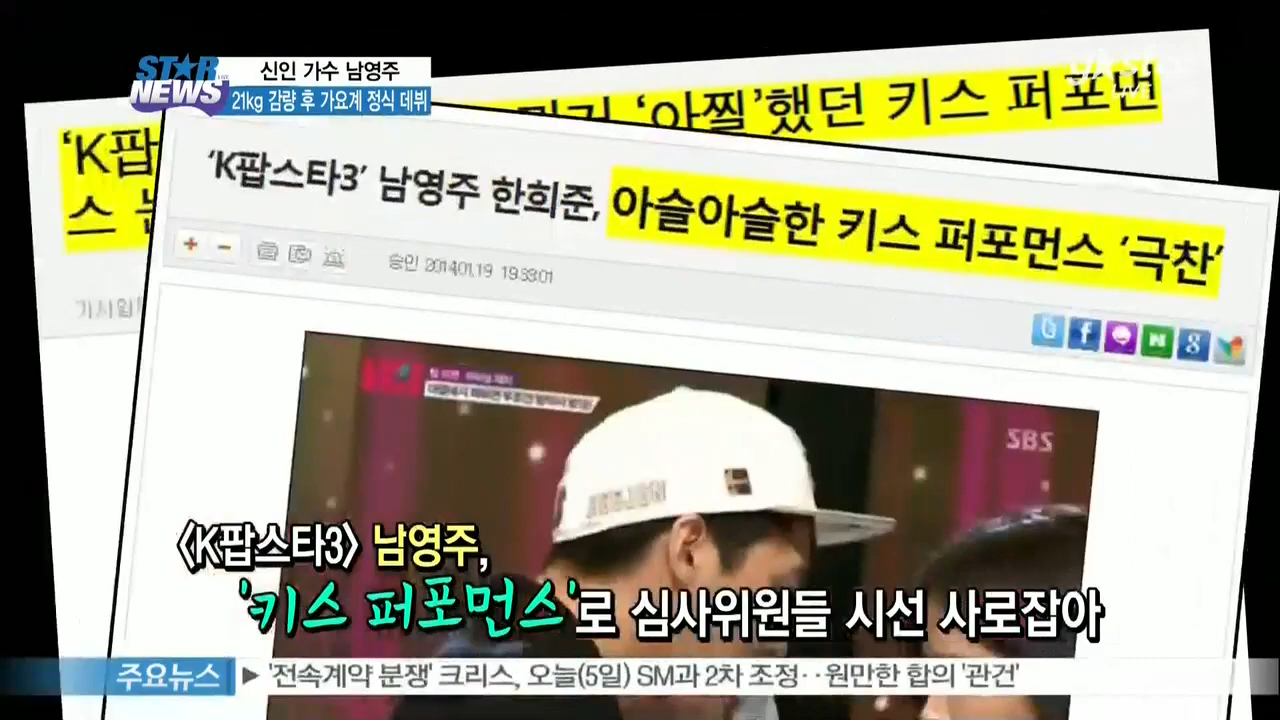 STAR NEWS
신인 가수 남영주
21kg 감량 후 가요계 정식 데뷔
‘아찔’했던 키스 퍼포먼
‘K팝
스
‘K팝스타3’ 남영주 한희준, 아슬아슬한 키스 퍼포먼스 ‘극찬’
승인 2014.01.19
SBS
〈K팝스타3〉 남영주,
'키스 퍼포먼스'로 심사위원들 시선 사로잡아
주요뉴스 ▶ '전속계약 분쟁' 크리스, 오늘(5일) SM과 2차 조정‥원만한 합의 '관건'